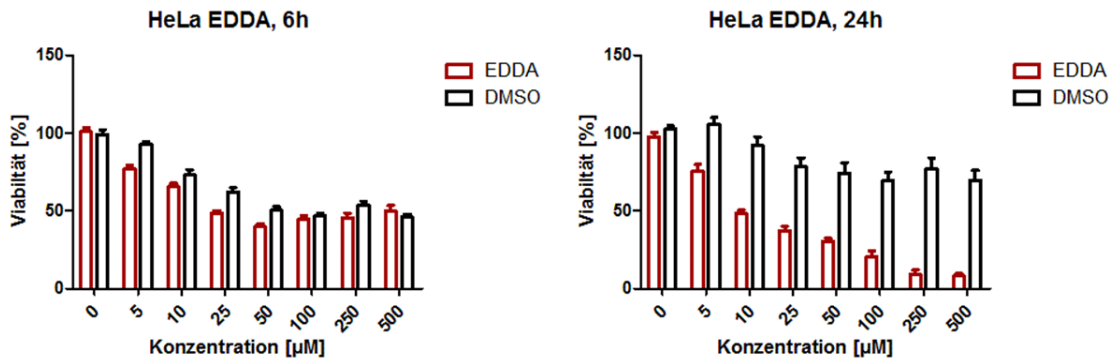 HeLa EDDA, 6h
150
100
50
0
Viabiltät [%]
0 5 10 25 50 100 250 500
Konzentration [µM]
EDDA
DMSO
HeLa EDDA, 24h
150
100
50
0
Viabiltät [%]
0 5 10 25 50 100 250 500
Konzentration [µM]
EDDA
DMSO